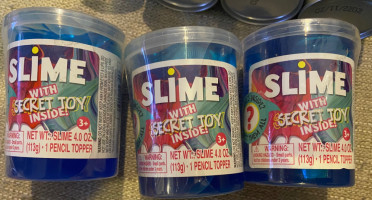 SLIME
WITH
SECRET TOY!
INSIDE!
3+
WARNING:
NET WT. SLIME 4.0 OZ
(113g) • 1 PENCIL TOPPER
SLIME
WITH
SECRET TOY!
INSIDE!
3+
WARNING:
NET WT. SLIME 4.0 OZ
(113g) • 1 PENCIL TOPPER
SLIME
WITH
SECRET TOY!
INSIDE!
?
3+
WARNING:
NET WT. SLIME 4.0 OZ
(113g) • 1 PENCIL TOPPER